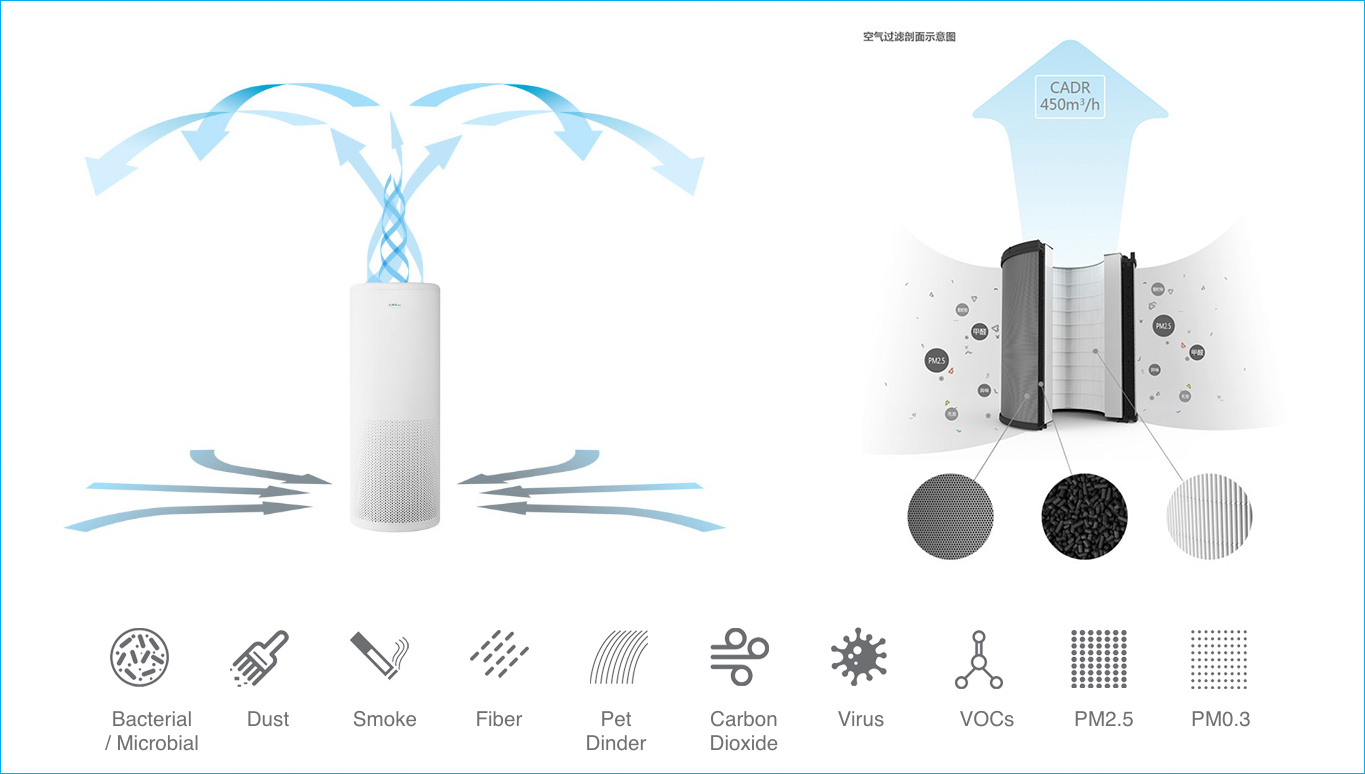 空气过滤剖面示意图
CADR
450m³/h
PM2.5
甲醛
PM2.5
甲醛
Bacterial
/ Microbial
Dust
Smoke
Fiber
Pet
Dinder
Carbon
Dioxide
Virus
VOCs
PM2.5
PM0.3